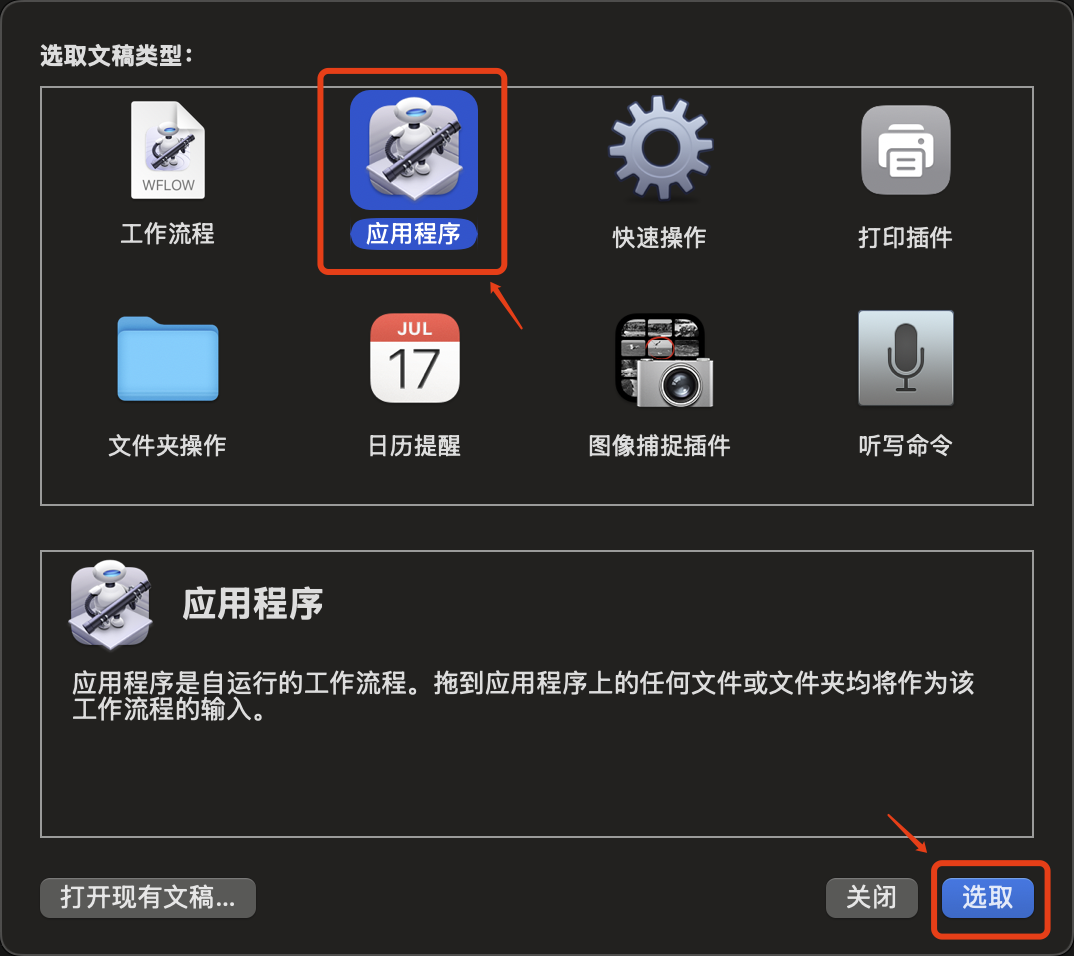 选取文稿类型：
WFLOW
工作流程
应用程序
快速操作
打印插件
JUL
17
文件夹操作
日历提醒
图像捕捉插件
听写命令
应用程序
应用程序是自运行的工作流程。拖到应用程序上的任何文件或文件夹均将作为该
工作流程的输入。
打开现有文稿...
关闭
选取